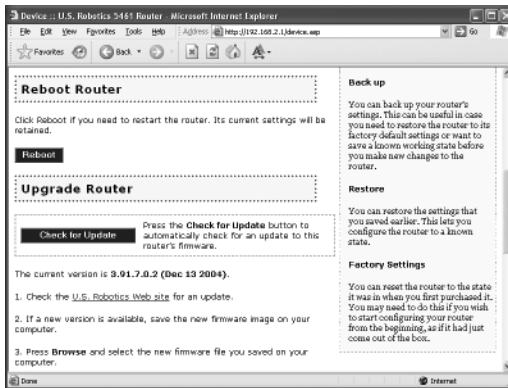 Device :: U.S. Robotics 5461 Router - Microsoft Internet Explorer
File Edit View Favorites Tools Help Address http://192.168.2.1/device.asp Go
Favorites Back
Reboot Router
Click Reboot if you need to restart the router. Its current settings will be
retained.
Reboot
Upgrade Router
Check for Update
Press the Check for Update button to
automatically check for an update to this
router's firmware.
The current version is 3.91.7.0.2 (Dec 13 2004).
1. Check the U.S. Robotics Web site for an update.
2. If a new version is available, save the new firmware image on your
computer.
3. Press Browse and select the new firmware file you saved on your
computer.
Back up
You can back up your router's
settings. This can be useful in case
you need to restore the router to its
factory default settings or want to
save a known working state before
you make new changes to the
router.
Restore
You can restore the settings that
you saved earlier. This lets you
configure the router to a known
state.
Factory Settings
You can reset the router to the state
it was in when you first purchased it.
You may need to do this if you wish
to start configuring your router
from the beginning, as if it had just
come out of the box.
Done Internet